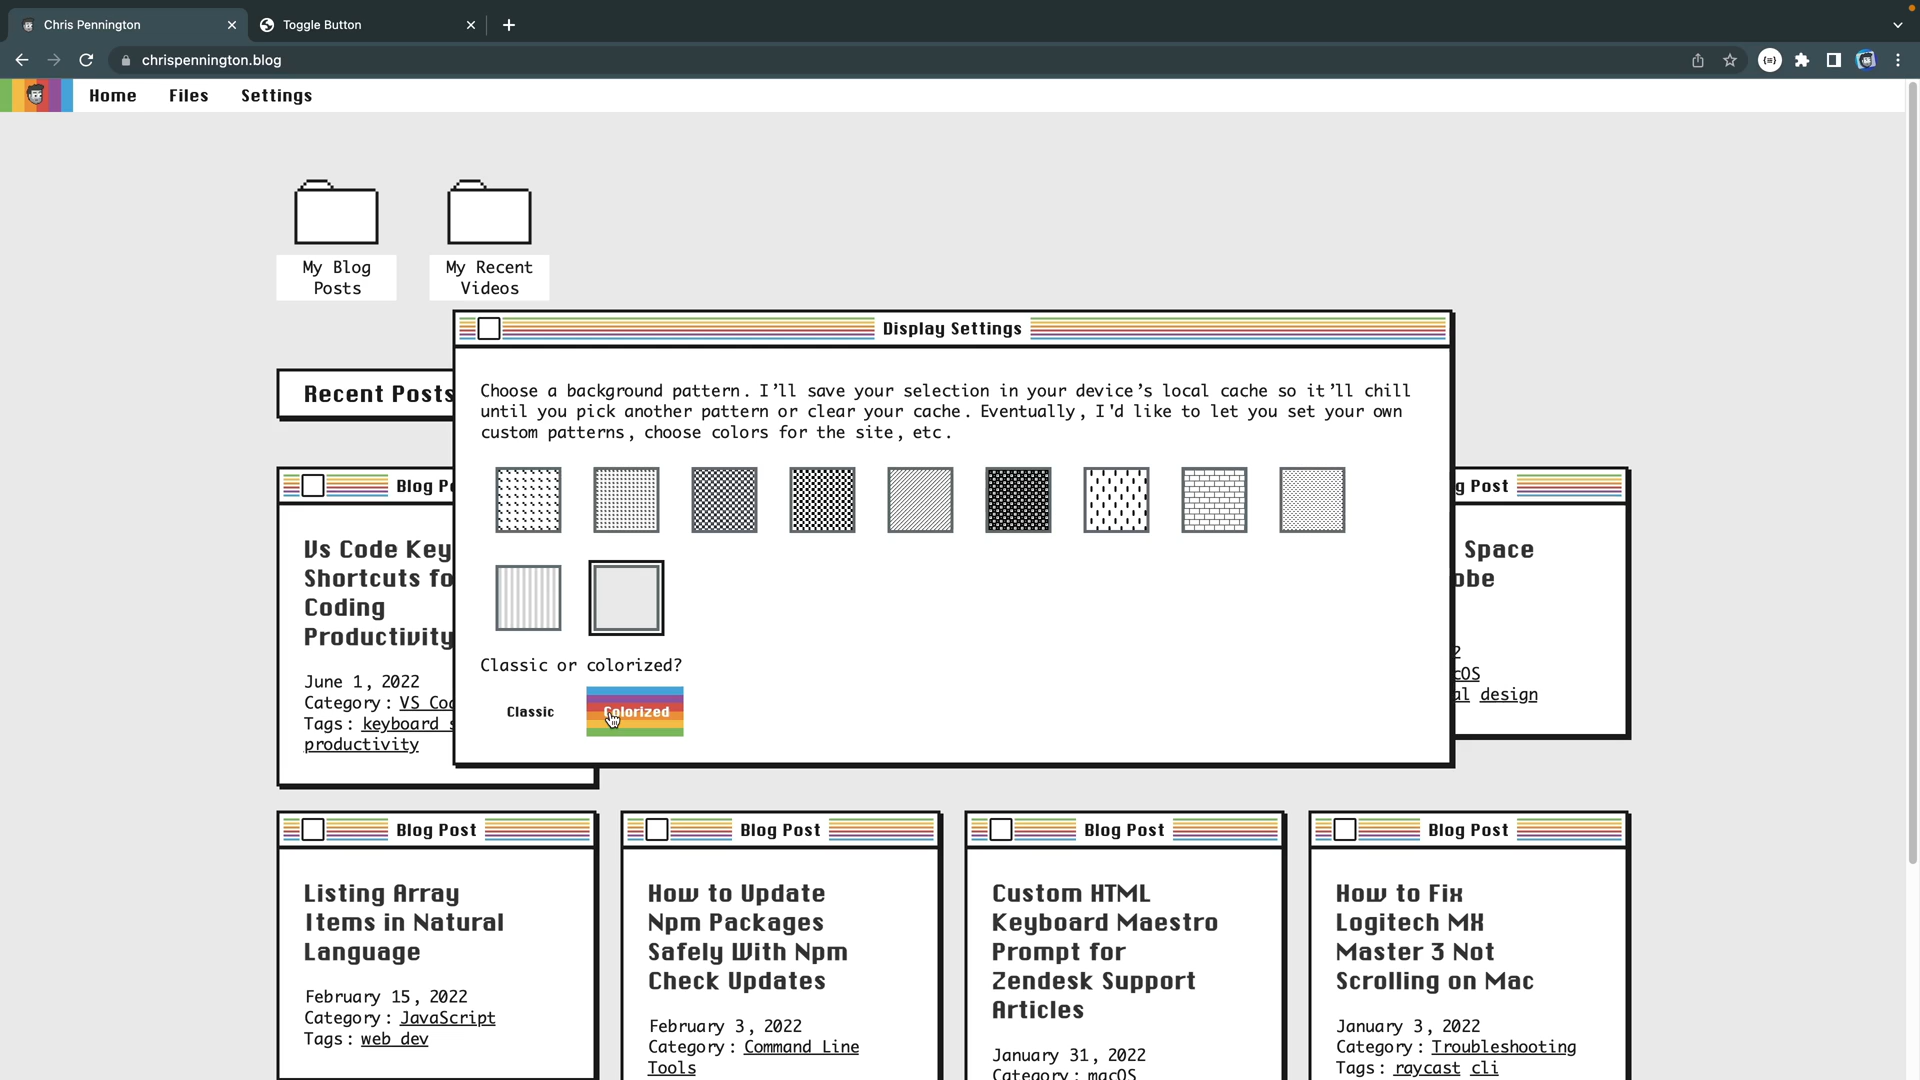 Chris Pennington
Toggle Button
chrispennington.blog
Home Files Settings
My Blog
Posts
My Recent
Videos
Display Settings
Choose a background pattern. I’ll save your selection in your device’s local cache so it’ll chill
until you pick another pattern or clear your cache. Eventually, I'd like to let you set your own
custom patterns, choose colors for the site, etc.
Classic or colorized?
Classic
Colorized
Recent Posts
Blog P
Vs Code Key
Shortcuts fo
Coding
Productivity
June 1, 2022
Category: VS Co
Tags: keyboard s
productivity
g Post
Space
obe
cOS
al design
Blog Post
Listing Array
Items in Natural
Language
February 15, 2022
Category: JavaScript
Tags: web dev
Blog Post
How to Update
Npm Packages
Safely With Npm
Check Updates
February 3, 2022
Category: Command Line
Tools
Blog Post
Custom HTML
Keyboard Maestro
Prompt for
Zendesk Support
Articles
January 31, 2022
Category: macOS
Blog Post
How to Fix
Logitech MX
Master 3 Not
Scrolling on Mac
January 3, 2022
Category: Troubleshooting
Tags: raycast cli